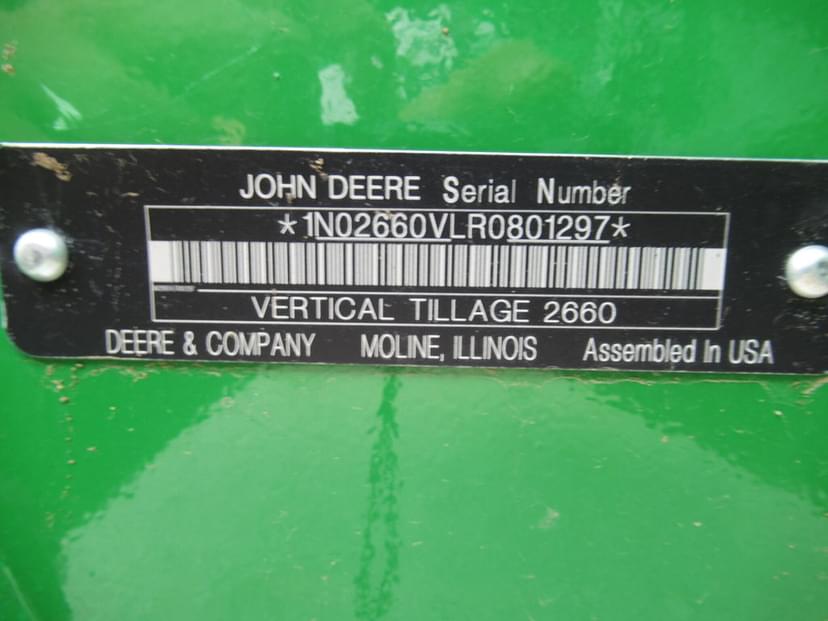 JOHN DEERE Serial Number
*1N02660VLR0801297*
VERTICAL TILLAGE 2660
DEERE & COMPANY MOLINE, ILLINOIS Assembled In USA